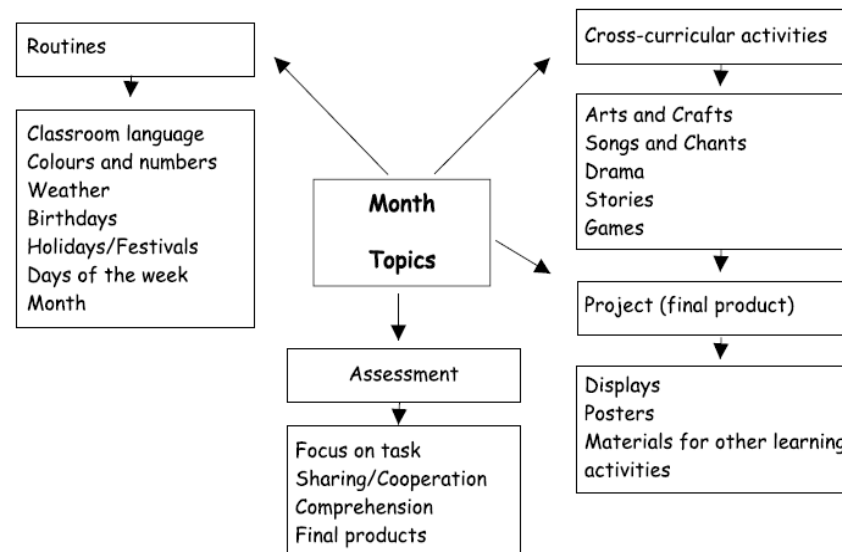 Routines
Classroom language
Colours and numbers
Weather
Birthdays
Holidays/Festivals
Days of the week
Month
Month
Topics
Assessment
Focus on task
Sharing/Cooperation
Comprehension
Final products
Cross-curricular activities
Arts and Crafts
Songs and Chants
Drama
Stories
Games
Project (final product)
Displays
Posters
Materials for other learning
activities